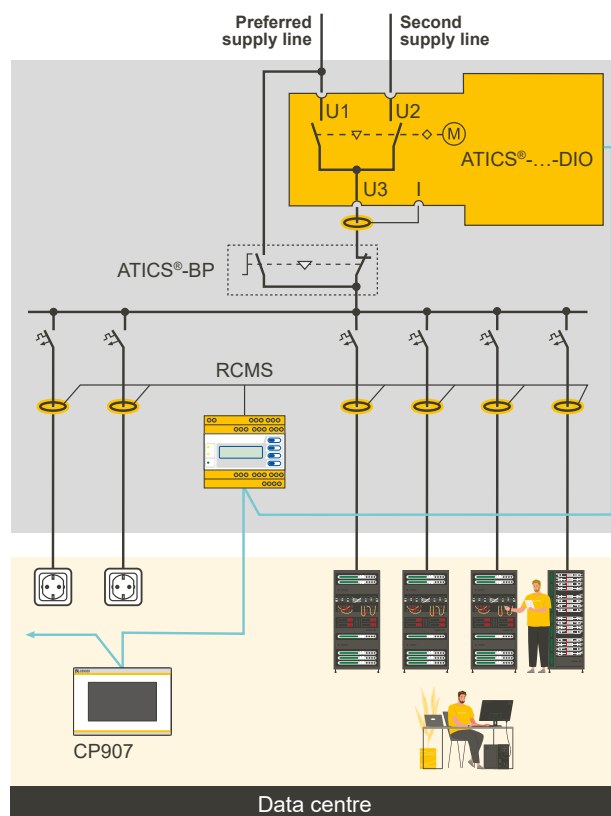 Preferred
supply line
Second
supply line
U1
U2
M
ATICS®-...-DIO
U3
I
ATICS®-BP
RCMS
CP907
Data centre